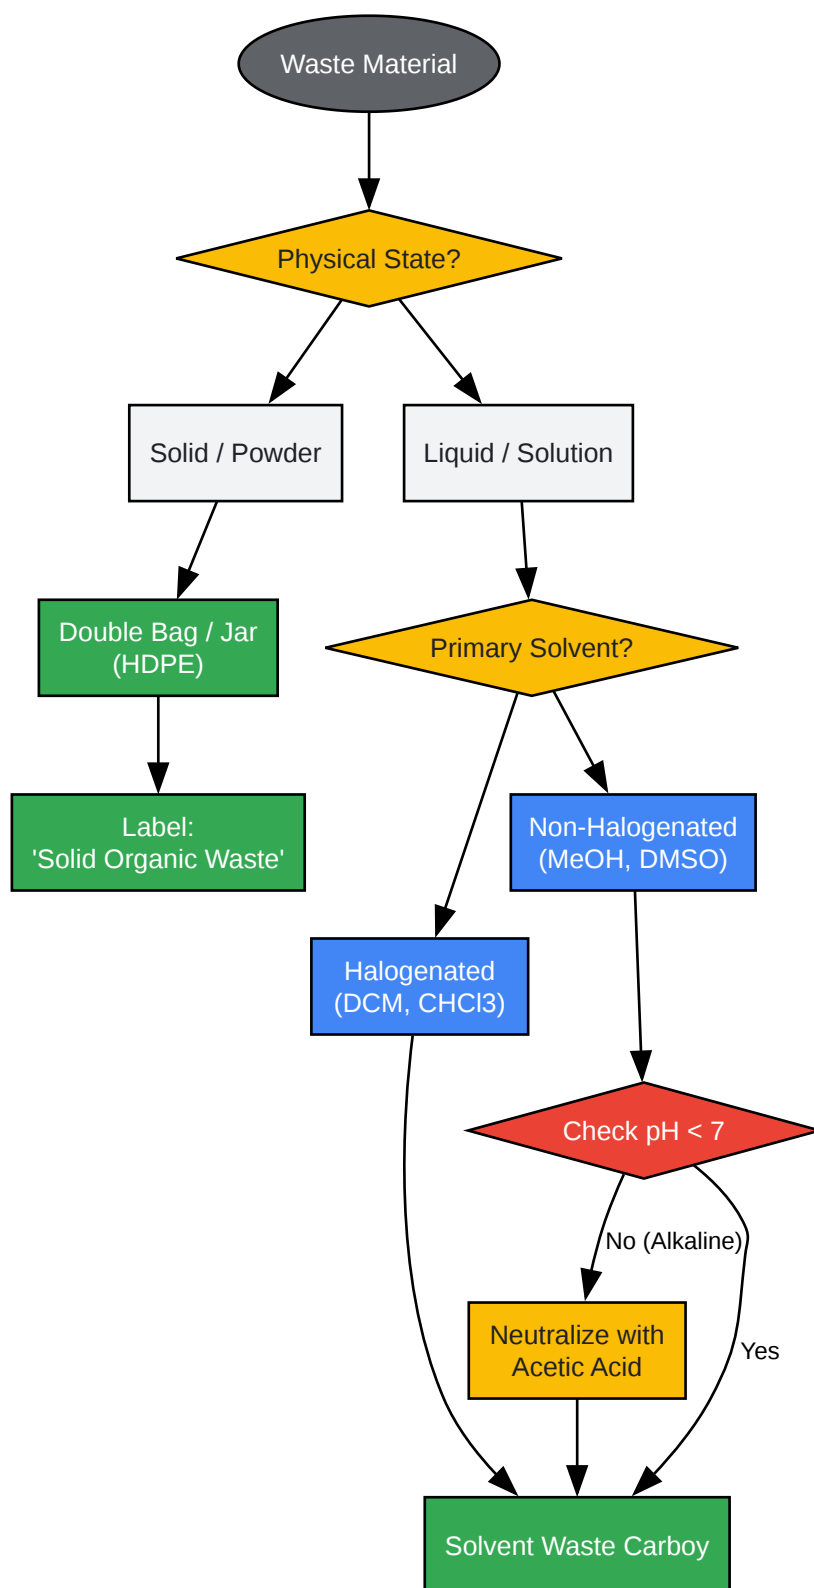 Waste Material
Physical State?
Solid / Powder
Liquid / Solution
Double Bag / Jar
(HDPE)
Primary Solvent?
Label:
'Solid Organic Waste'
Non-Halogenated
(MeOH, DMSO)
Halogenated
(DCM, CHCl3)
Check pH < 7
No (Alkaline)
Neutralize with
Acetic Acid
Yes
Solvent Waste Carboy